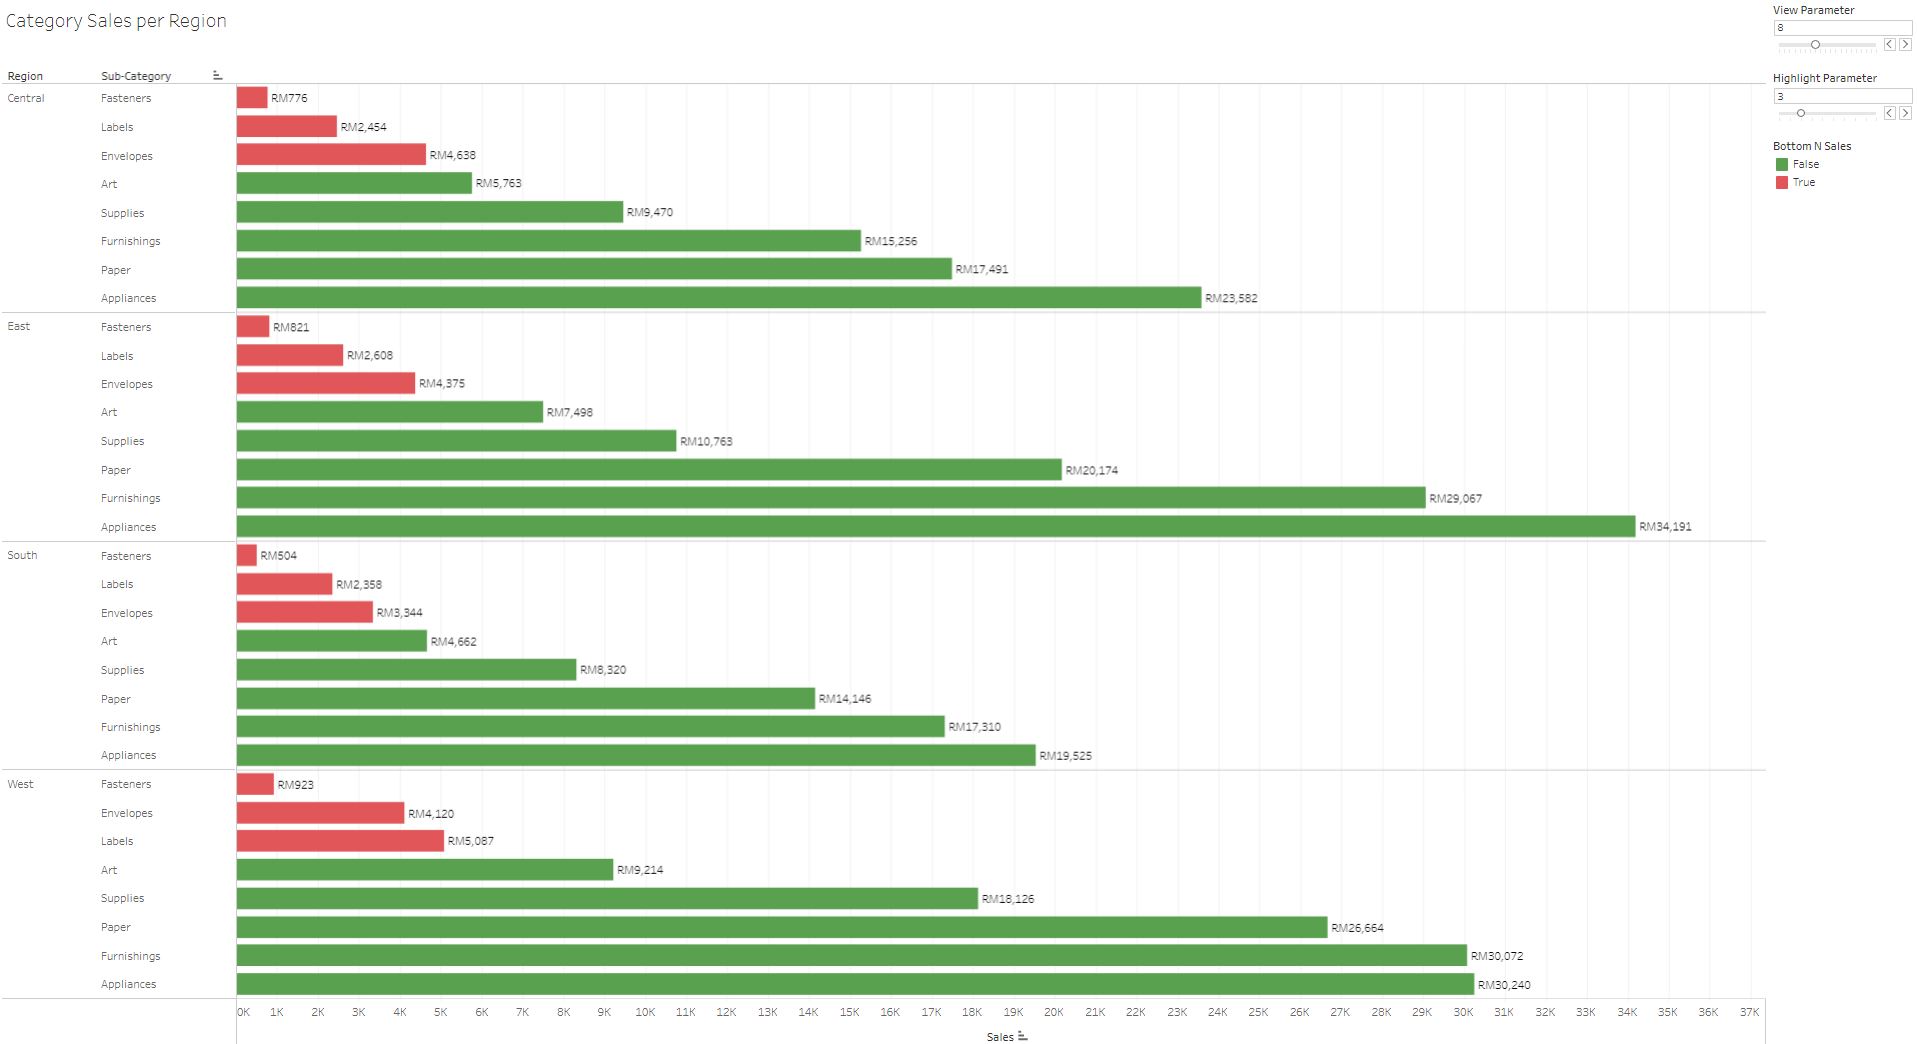 Category Sales per Region
View Parameter
8
Highlight Parameter
3
Bottom N Sales
False
True
Region Sub-Category
Central Fasteners RM776
Labels RM2,454
Envelopes RM4,638
Art RM5,763
Supplies RM9,470
Furnishings RM15,256
Paper RM17,491
Appliances RM23,582
East Fasteners RM821
Labels RM2,608
Envelopes RM4,375
Art RM7,498
Supplies RM10,763
Paper RM20,174
Furnishings RM29,067
Appliances RM34,191
South Fasteners RM504
Labels RM2,358
Envelopes RM3,344
Art RM4,662
Supplies RM8,320
Paper RM14,146
Furnishings RM17,310
Appliances RM19,525
West Fasteners RM923
Envelopes RM4,120
Labels RM5,087
Art RM9,214
Supplies RM18,126
Paper RM26,664
Furnishings RM30,072
Appliances RM30,240
0K 1K 2K 3K 4K 5K 6K 7K 8K 9K 10K 11K 12K 13K 14K 15K 16K 17K 18K 19K 20K 21K 22K 23K 24K 25K 26K 27K 28K 29K 30K 31K 32K 33K 34K 35K 36K 37K
Sales